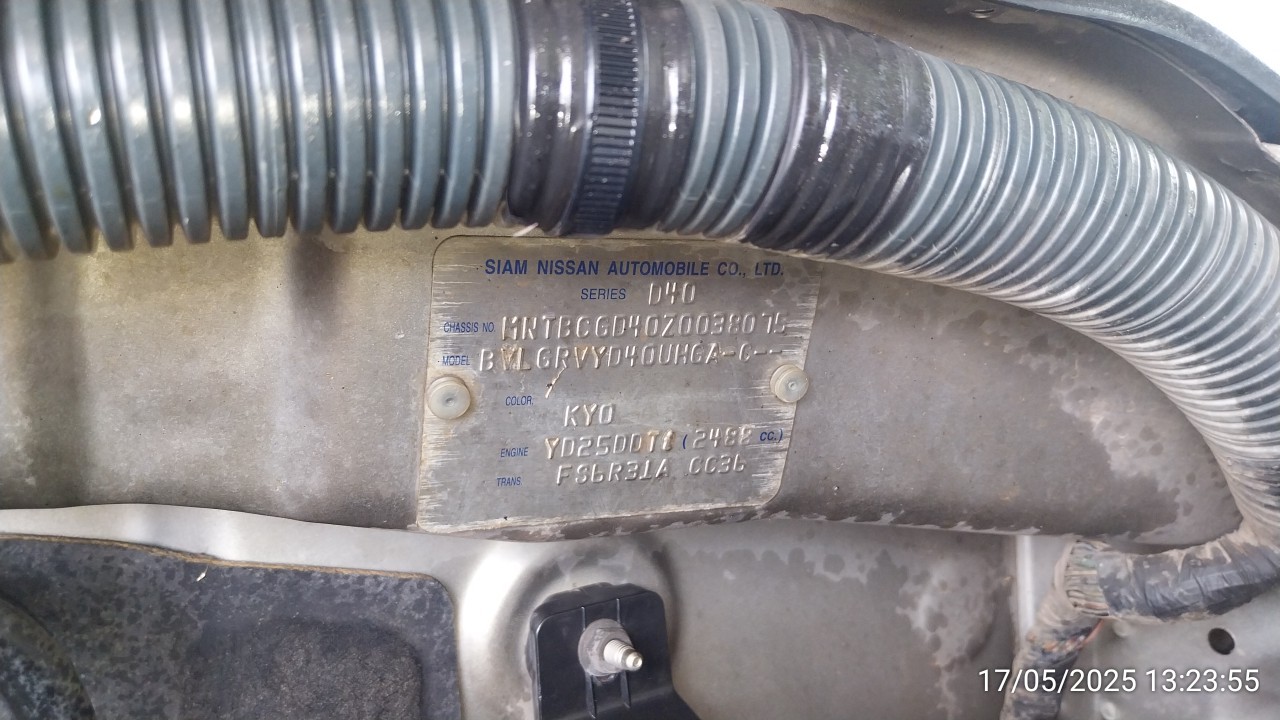 SIAM NISSAN AUTOMOBILE CO., LTD.
SERIES D40
CHASSIS NO. MNTBCGD40Z0038075
MODEL BVLGRVYD40UHGA-C--
COLOR
KY0
ENGINE YD25DDTI (2488 CC.)
TRANS FS6R31A CC36
17/05/2025 13:23:55